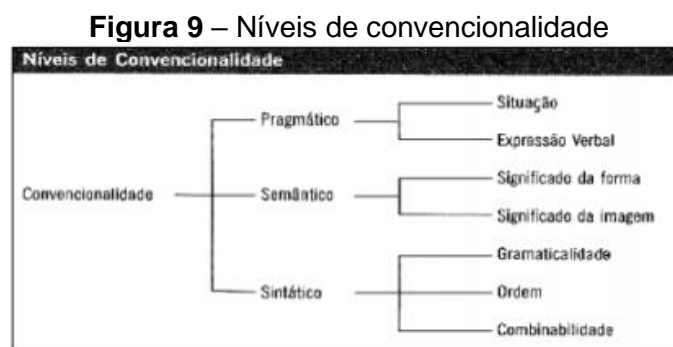 Figura 9 – Níveis de convencionalidade
Níveis de Convencionalidade
Situação
Pragmático
Expressão Verbal
Significado da forma
Convencionalidade
Semântico
Significado da imagem
Gramaticalidade
Sintático
Ordem
Combinabilidade